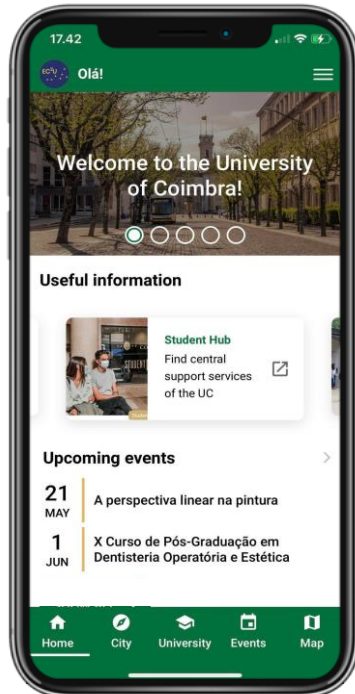 17.42
EC²U Olá!
Welcome to the University
of Coimbra!
Useful information
Student Hub
Find central
support services
of the UC
Upcoming events
21
MAY
A perspectiva linear na pintura
1
JUN
X Curso de Pós-Graduação em
Dentisteria Operatória e Estética
Home City University Events Map